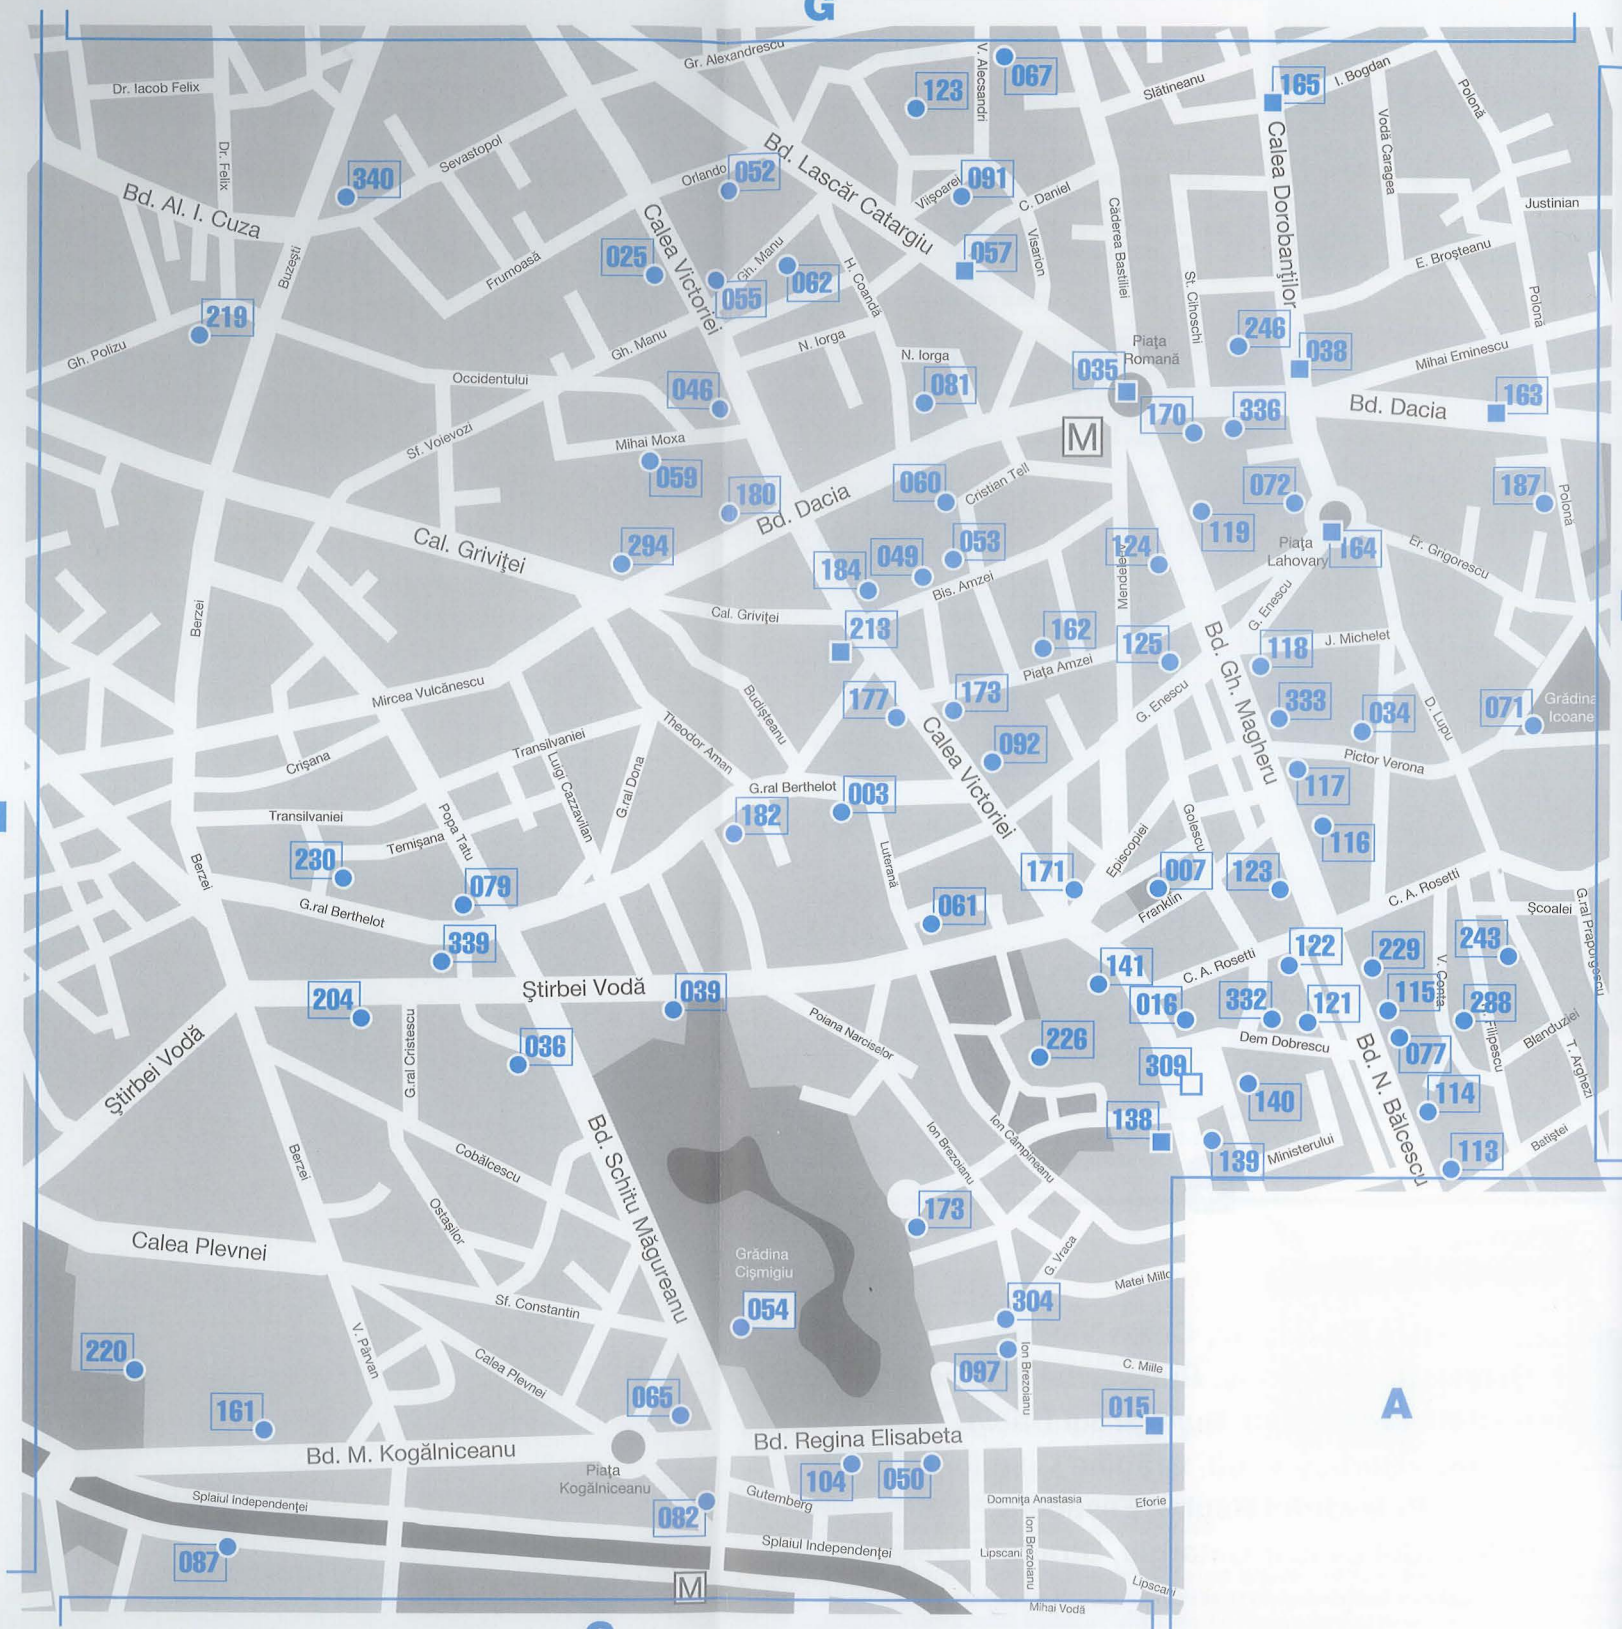 G
Gr. Alexandrescu
V. Alecsandri
067
123
Slătineanu
165
I. Bogdan
Polonă
Dr. Iacob Felix
Dr. Felix
340
Sevastopol
Orlando
052
Bd. Lascăr Catargiu
Viişoarei
091
C. Daniel
Căderea Bastiliei
Calea Dorobanţilor
Vodă Caragea
Justinian
Bd. Al. I. Cuza
Buzeşti
Frumoasă
025
Calea Victoriei
055
Gh. Manu
062
H. Coandă
057
Visarion
St. Cihoschi
E. Broşteanu
Polonă
219
Gh. Polizu
Gh. Manu
N. Iorga
N. Iorga
Piaţa
Romană
035
246
038
Mihai Eminescu
Occidentului
046
081
170
336
Bd. Dacia
163
M
Sf. Voievozi
Mihai Moxa
059
180
Bd. Dacia
060
Cristian Tell
072
119
187
Polonă
Cal. Griviţei
294
184
049
053
Bis. Amzei
124
Mendeleev
Piaţa
Lahovary
164
Er. Grigorescu
Berzei
Cal. Griviţei
213
162
Piaţa Amzei
125
G. Enescu
Bd. Gh. Magheru
118
J. Michelet
Mircea Vulcănescu
Budişteanu
177
173
G. Enescu
333
034
D. Lupu
071
Grădina
Icoane
Crişana
Transilvaniei
Theodor Aman
Calea Victoriei
092
Pictor Verona
Luigi Cazzavilan
G.ral Dona
G.ral Berthelot
003
117
Transilvaniei
Popa Tatu
182
Golescu
116
Temişana
230
Berzei
079
Luterană
171
Episcopiei
007
123
Franklin
C. A. Rosetti
G.ral Berthelot
339
061
Şcoalei
G.ral Praporgescu
122
229
243
Ştirbei Vodă
204
039
141
C. A. Rosetti
V. Conta
Ştirbei Vodă
G.ral Cristescu
036
Poiana Narciselor
226
016
332
121
115
288
Dem Dobrescu
077
Filipescu
Blanduziei
T. Arghezi
309
140
Bd. N. Bălcescu
114
138
139
Ministerului
113
Batiştei
Berzei
Cobălcescu
Bd. Schitu Măgureanu
Ion Brezoianu
Ion Câmpineanu
Ostaşilor
173
Calea Plevnei
Grădina
Cişmigiu
G. Vraca
Matei Millo
Sf. Constantin
054
304
220
V. Pârvan
Calea Plevnei
097
Ion Brezoianu
C. Mille
161
065
015
A
Bd. M. Kogălniceanu
Bd. Regina Elisabeta
Piaţa
Kogălniceanu
104
050
Splaiul Independenţei
082
Gutemberg
Domniţa Anastasia
Eforie
087
Splaiul Independenţei
Ion Brezoianu
Lipscani
Lipscani
M
Mihai Vodă